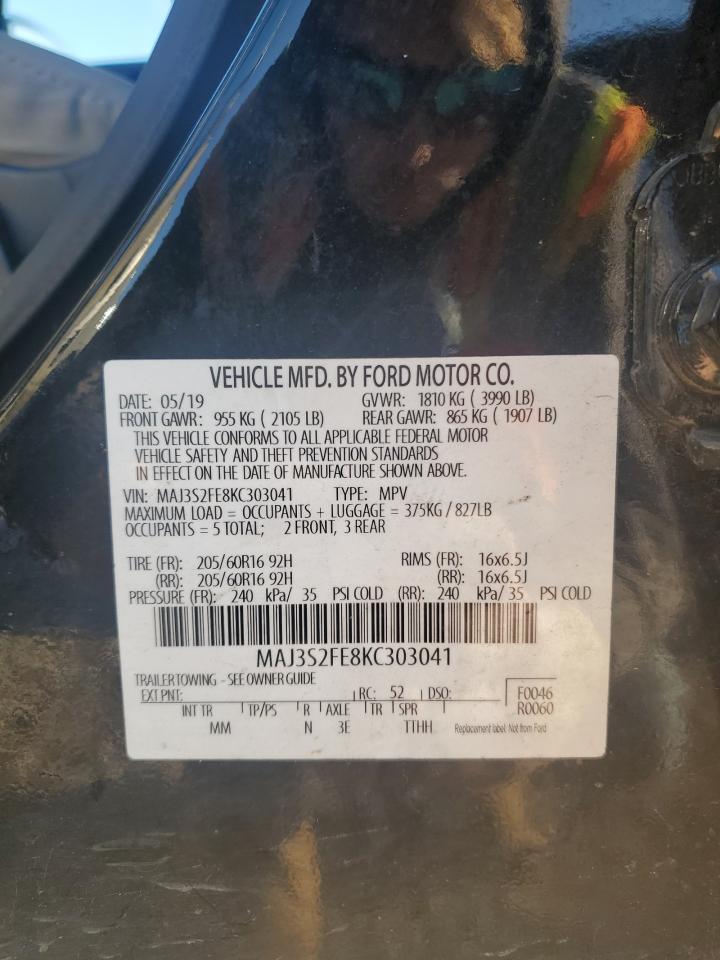 VEHICLE MFD. BY FORD MOTOR CO.
DATE: 05/19 GVWR: 1810 KG ( 3990 LB)
FRONT GAWR: 955 KG ( 2105 LB) REAR GAWR: 865 KG ( 1907 LB)
THIS VEHICLE CONFORMS TO ALL APPLICABLE FEDERAL MOTOR
VEHICLE SAFETY AND THEFT PREVENTION STANDARDS
IN EFFECT ON THE DATE OF MANUFACTURE SHOWN ABOVE.
VIN: MAJ3S2FE8KC303041 TYPE: MPV
MAXIMUM LOAD = OCCUPANTS + LUGGAGE = 375KG / 827LB
OCCUPANTS = 5 TOTAL; 2 FRONT, 3 REAR
TIRE (FR): 205/60R16 92H RIMS (FR): 16x6.5J
(RR): 205/60R16 92H (RR): 16x6.5J
PRESSURE (FR): 240 kPa/ 35 PSI COLD (RR): 240 kPa/ 35 PSI COLD
MAJ3S2FE8KC303041
TRAILER TOWING - SEE OWNER GUIDE
EXT PNT: RC: 52 DSO: F0046
INT TR TP/PS R AXLE TR SPR R0060
MM N 3E TTHH Replacement label: Not from Ford